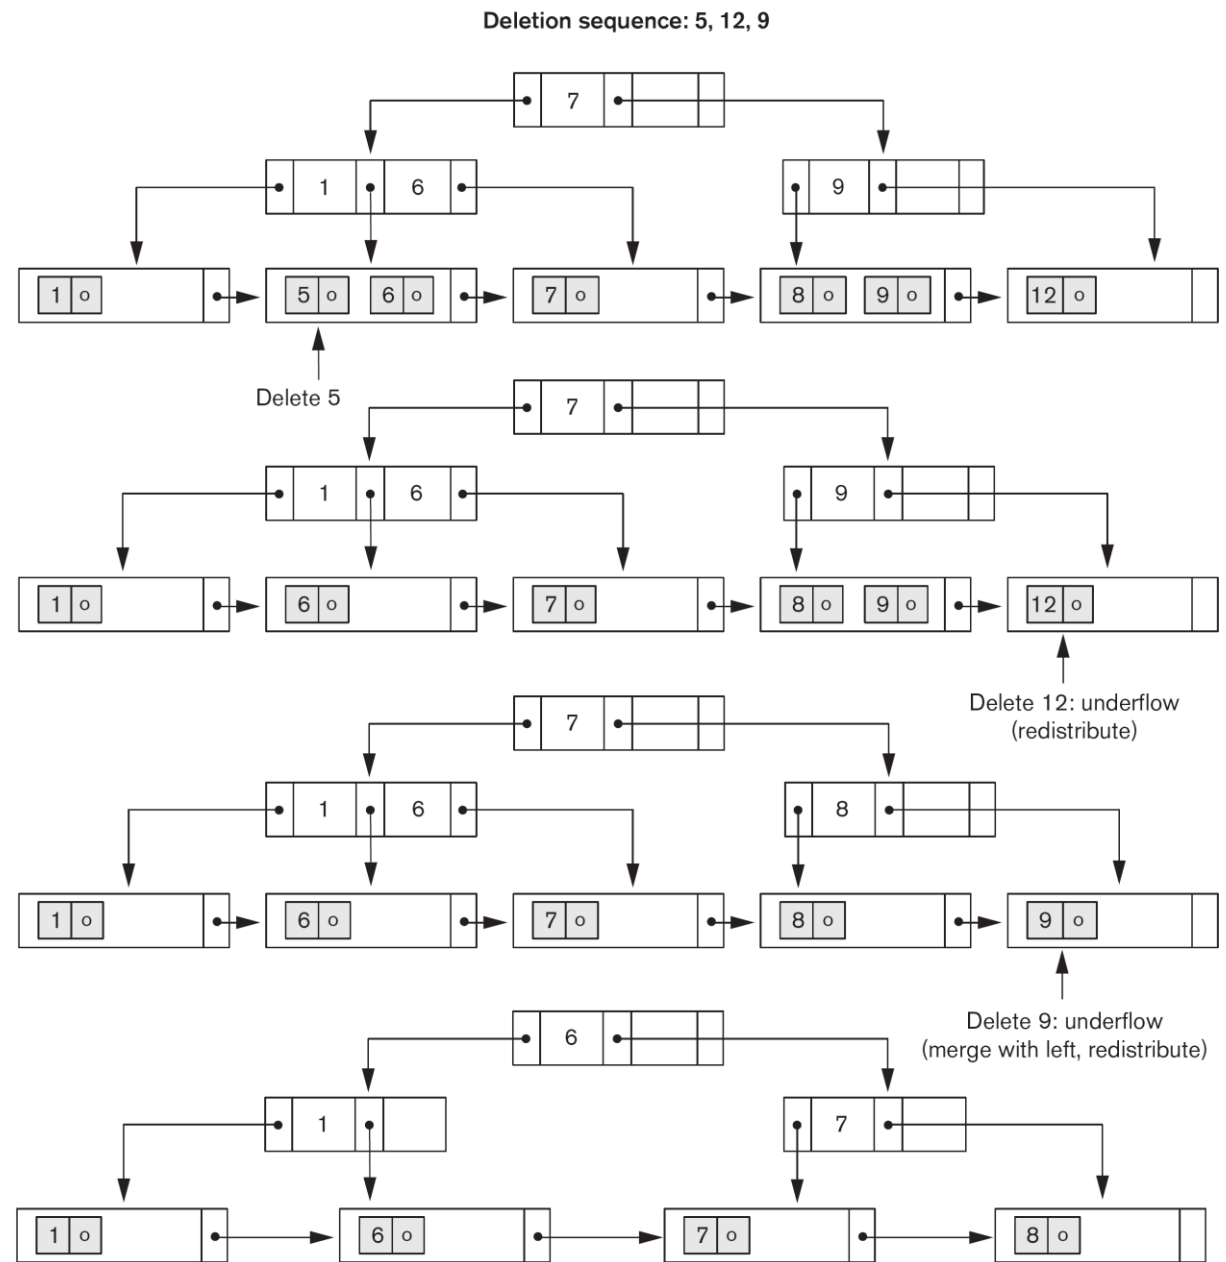 Deletion sequence: 5, 12, 9
7
1 6 9
1 o 5 o 6 o 7 o 8 o 9 o 12 o
Delete 5
7
1 6 9
1 o 6 o 7 o 8 o 9 o 12 o
Delete 12: underflow
(redistribute)
7
1 6 8
1 o 6 o 7 o 8 o 9 o
Delete 9: underflow
(merge with left, redistribute)
6
1 7
1 o 6 o 7 o 8 o